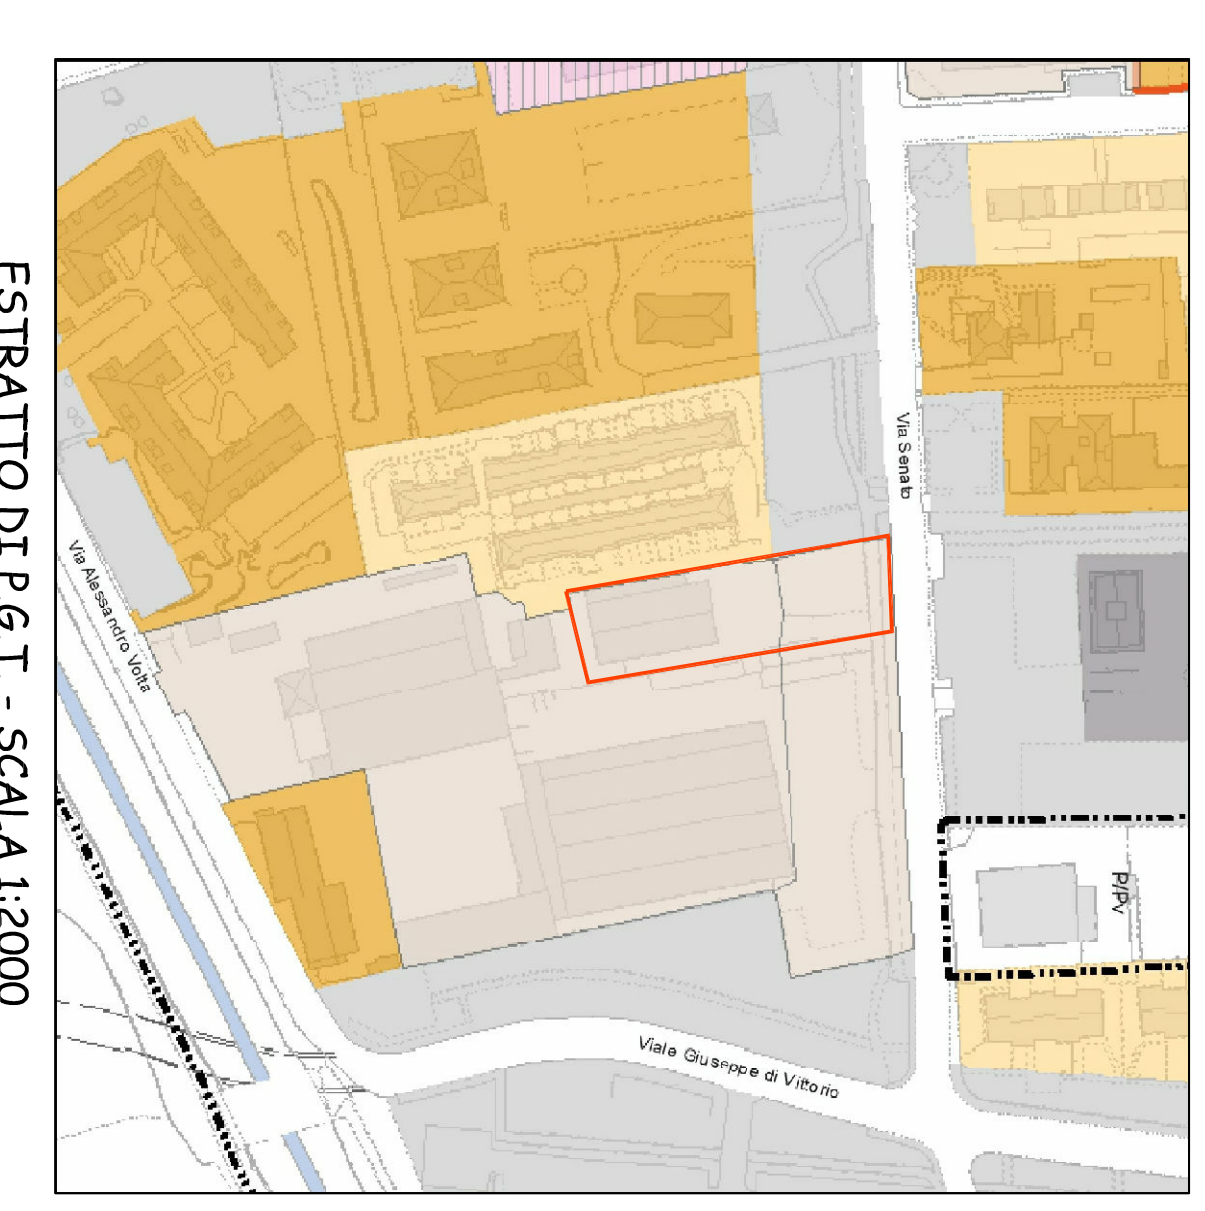 ESTRATTO DI P.G.T. - SCALA 1:2000
Via Senato
Via Alessandro Volta
P/PV
Viale Giuseppe di Vittorio